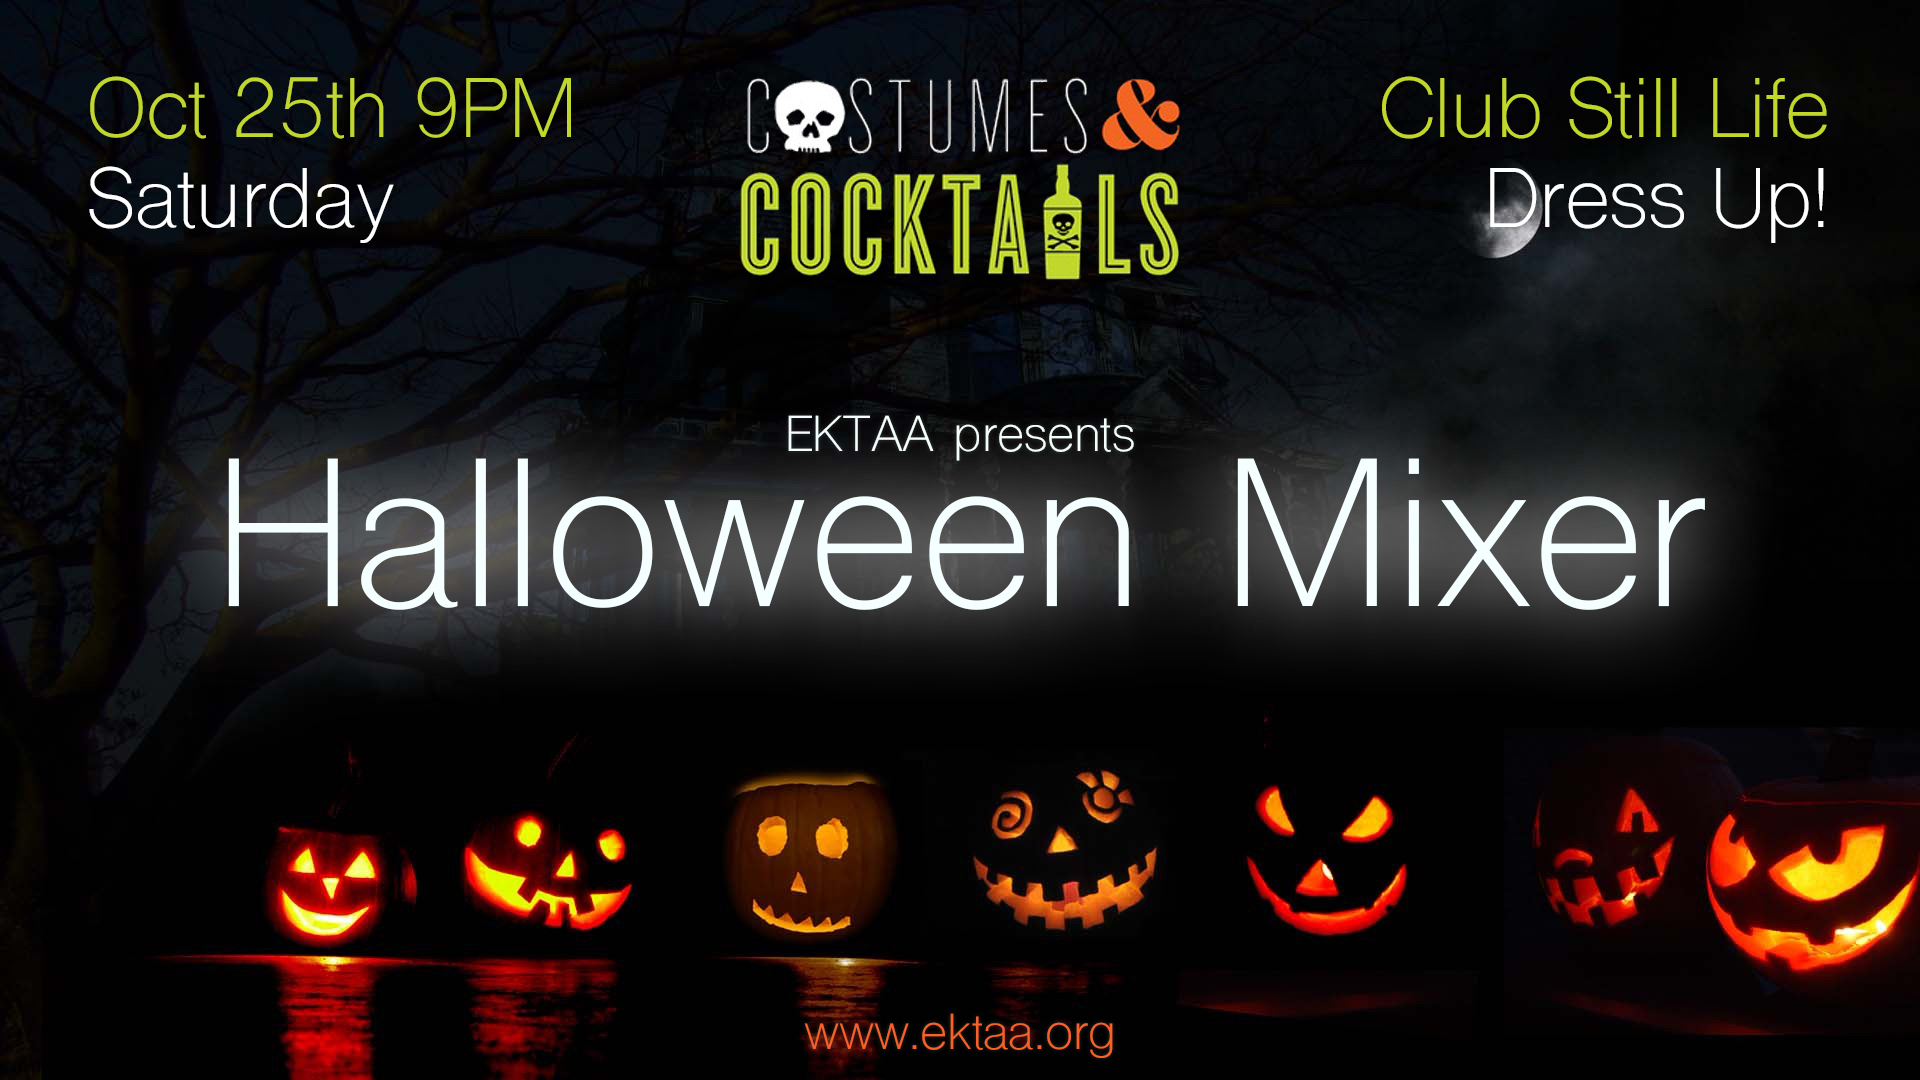 Oct 25th 9PM
Saturday
COSTUMES &
COCKTAILS
Club Still Life
Dress Up!
EKTAA presents
Halloween Mixer
www.ektaa.org